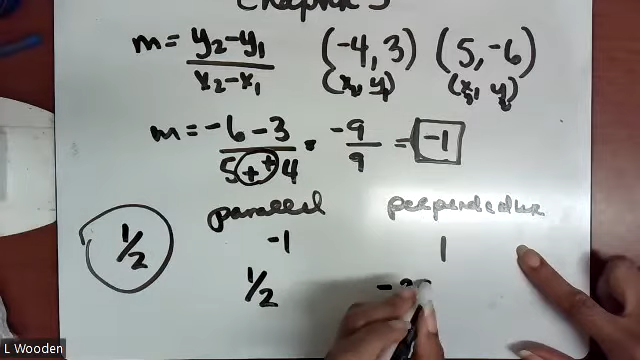 Chapter 3
m = y₂-y₁ / x₂-x₁ (-4, 3) (5, -6)
(x₁, y₁) (x₂, y₂)
m = -6-3 / 5++4 = -9/9 = -1
parallel perpendicular
1/2 -1 1
1/2
L Wooden